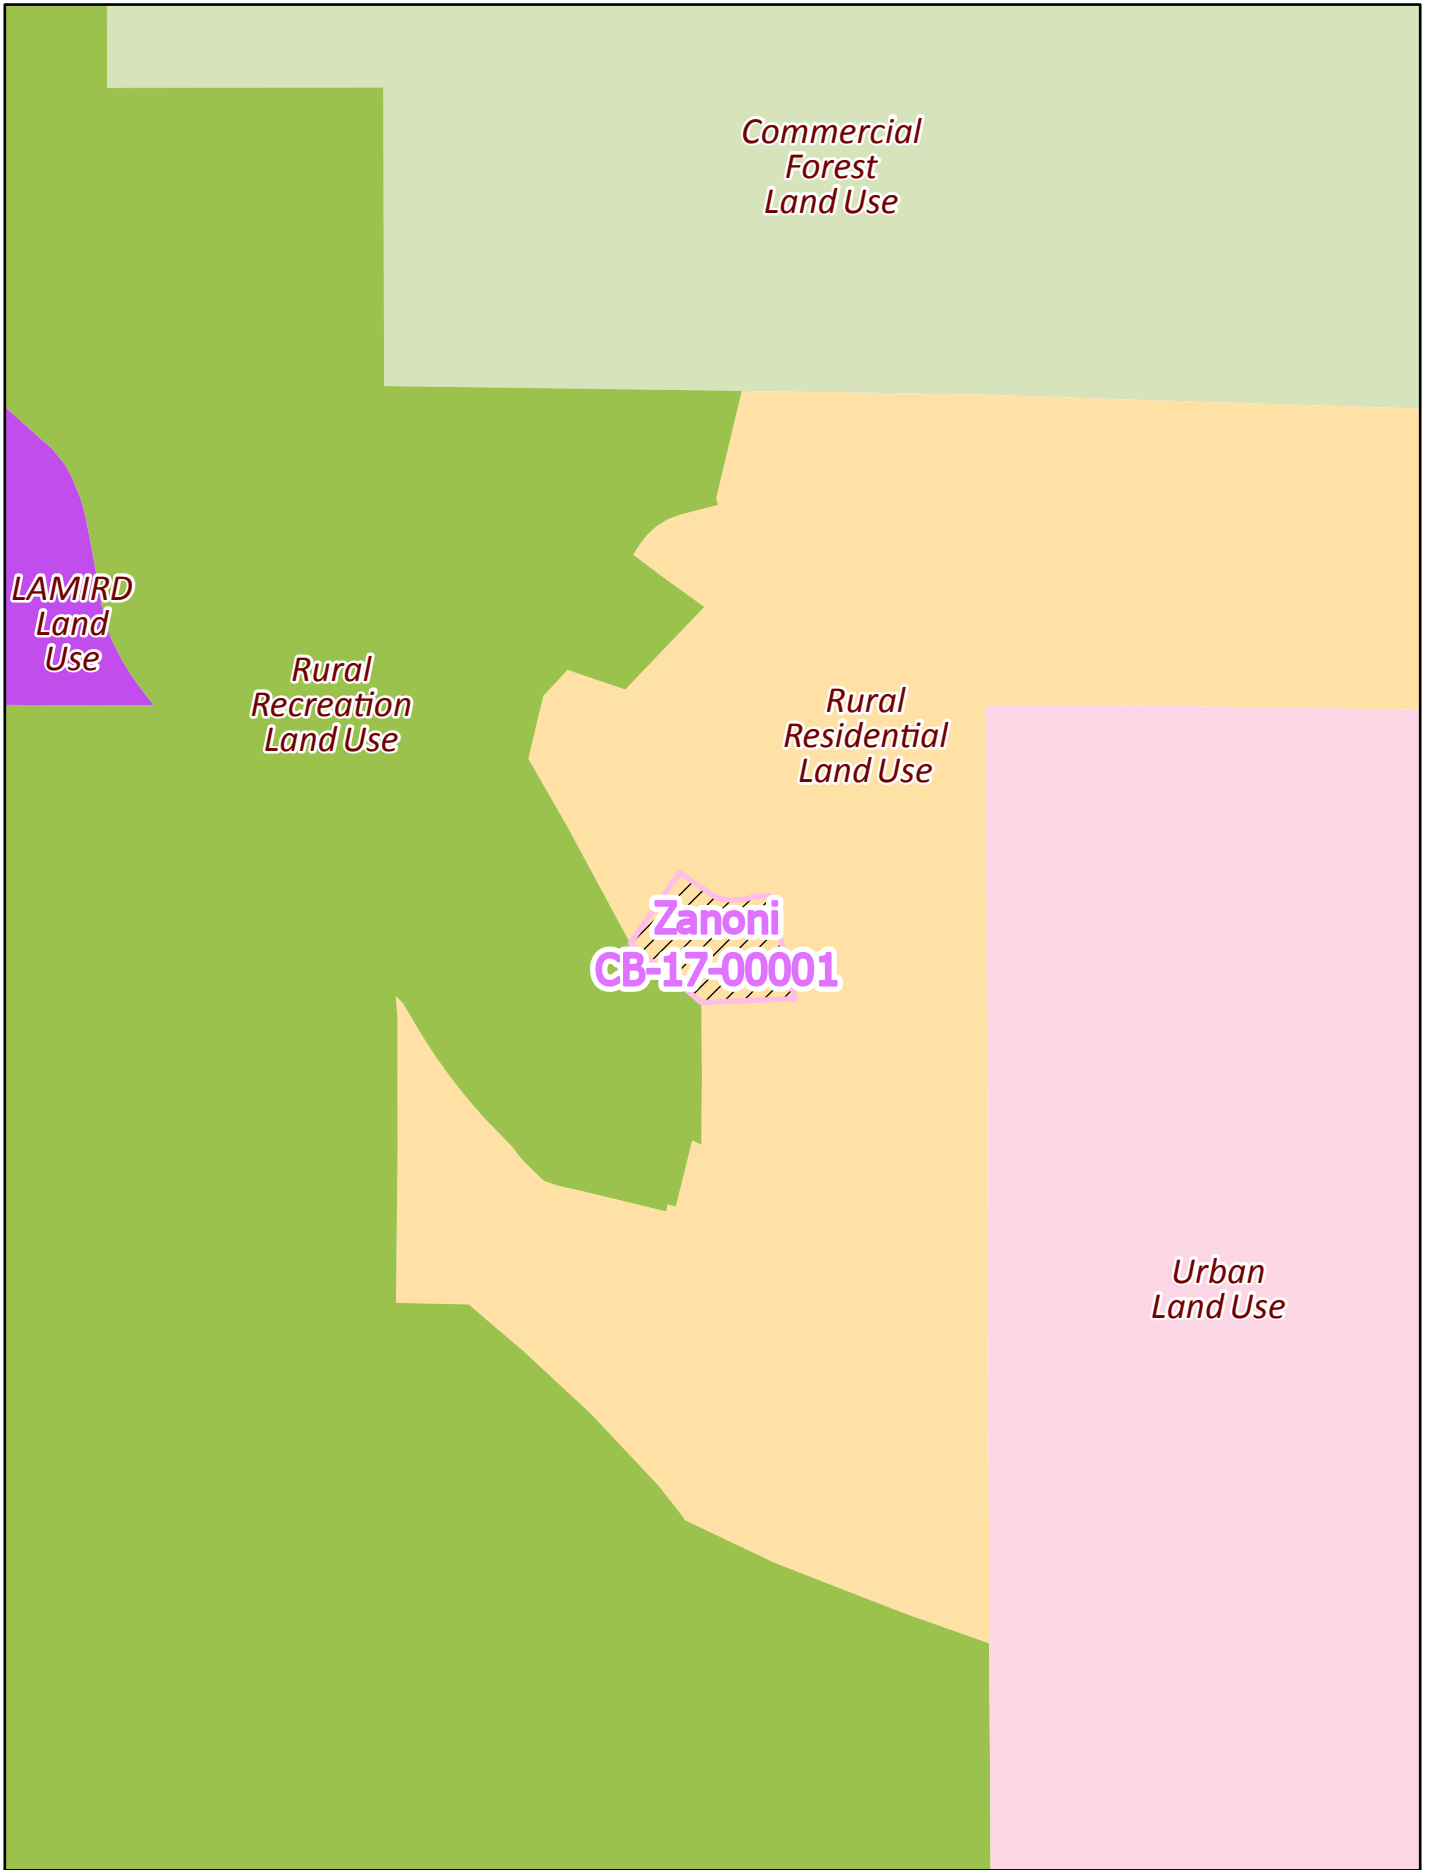 Commercial
Forest
Land Use
LAMIRD
Land
Use
Rural
Recreation
Land Use
Rural
Residential
Land Use
Zanoni
CB-17-00001
Urban
Land Use